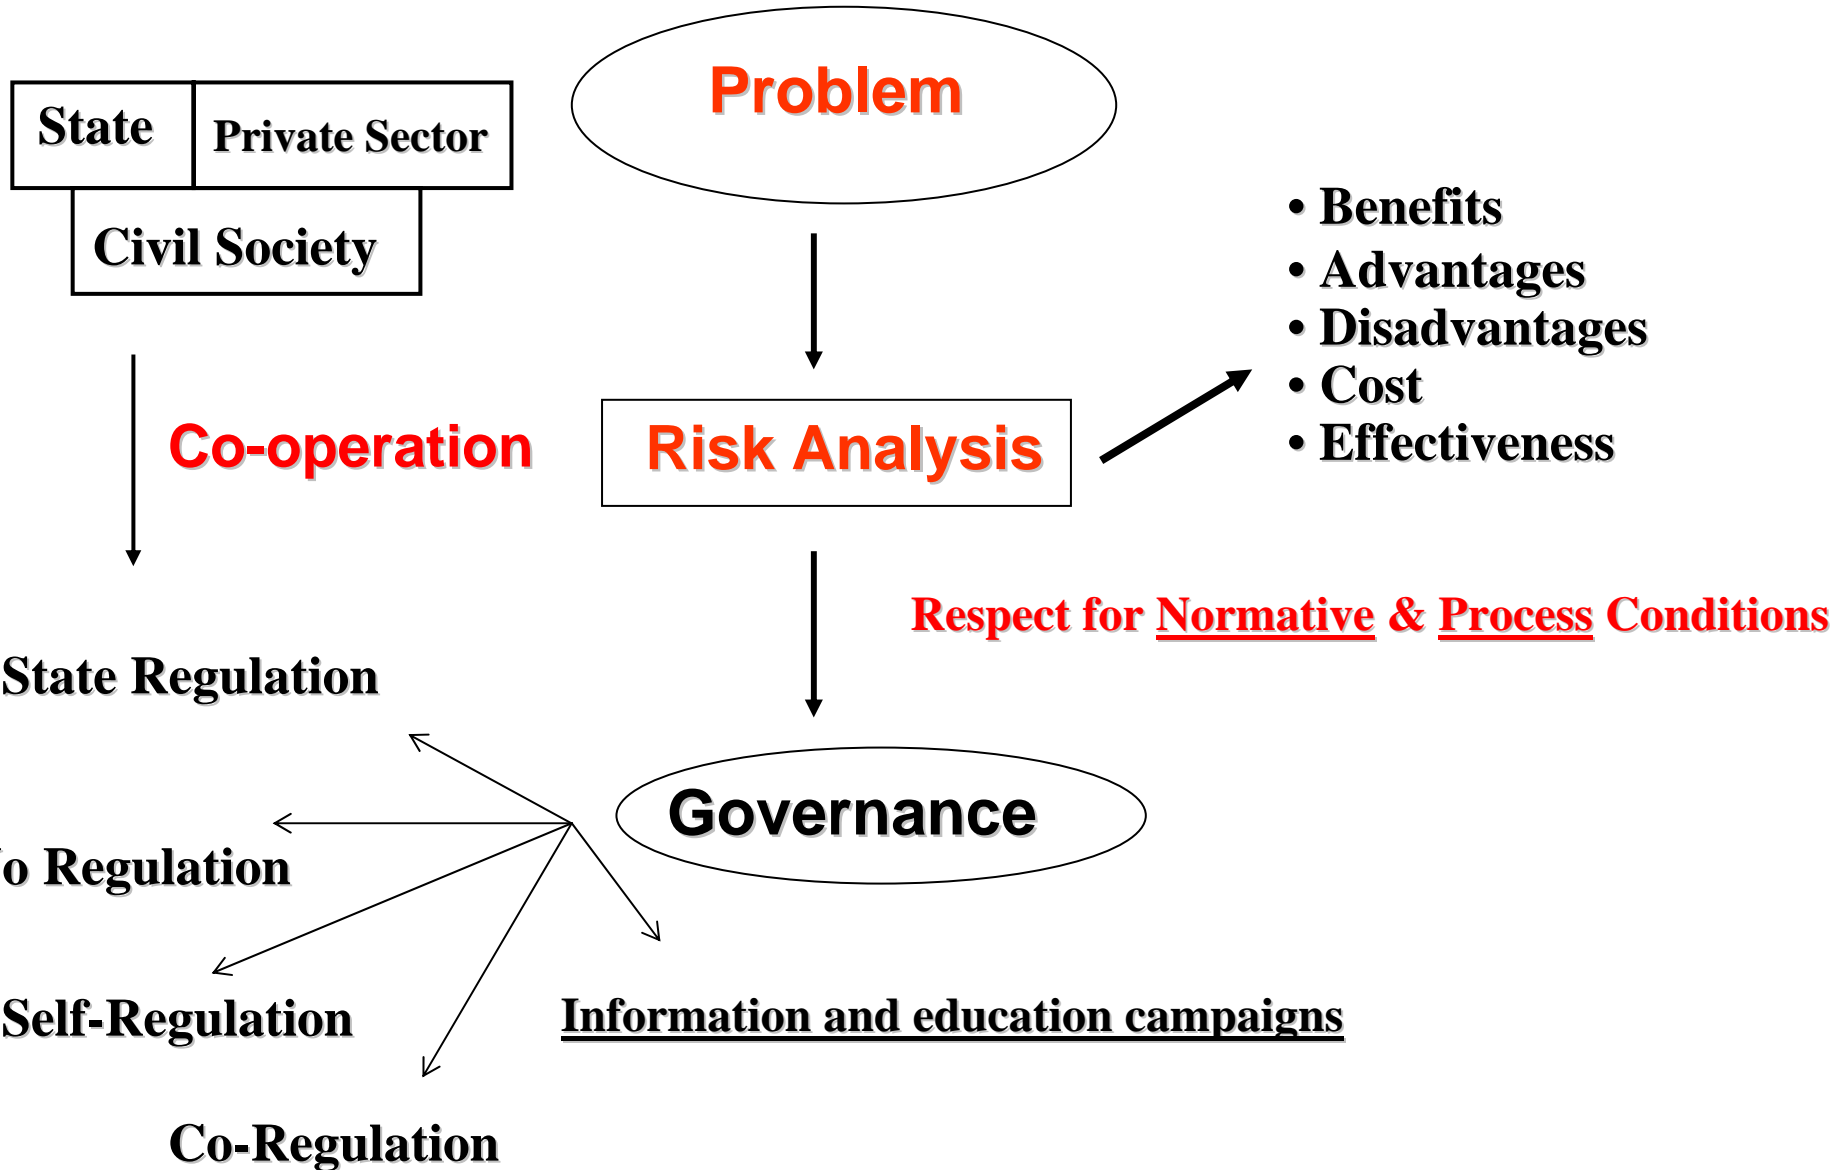 Problem
State
Private Sector
Civil Society
• Benefits
• Advantages
• Disadvantages
• Cost
• Effectiveness
Co-operation
Risk Analysis
Respect for Normative & Process Conditions
State Regulation
Governance
Regulation
Self-Regulation
Information and education campaigns
Co-Regulation